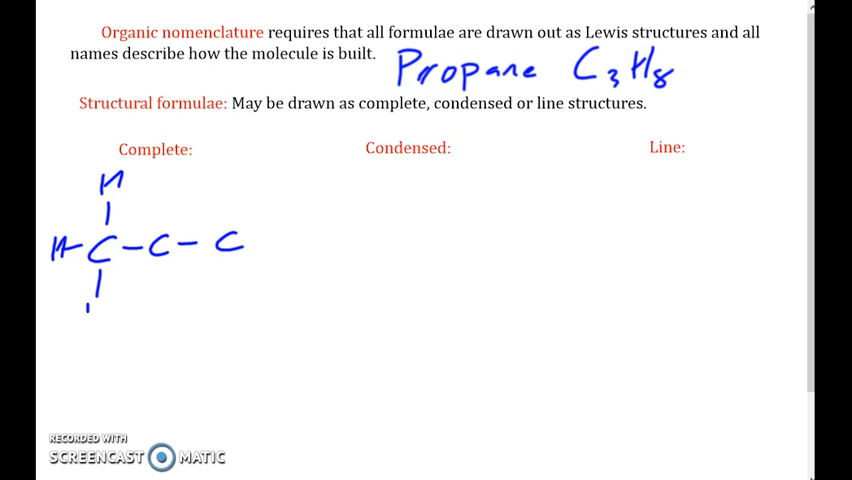 Organic nomenclature requires that all formulae are drawn out as Lewis structures and all
names describe how the molecule is built.
Propane C₃H₈
Structural formulae: May be drawn as complete, condensed or line structures.
Complete: Condensed: Line:
H
H-C-C-C
RECORDED WITH
SCREENCAST MATIC